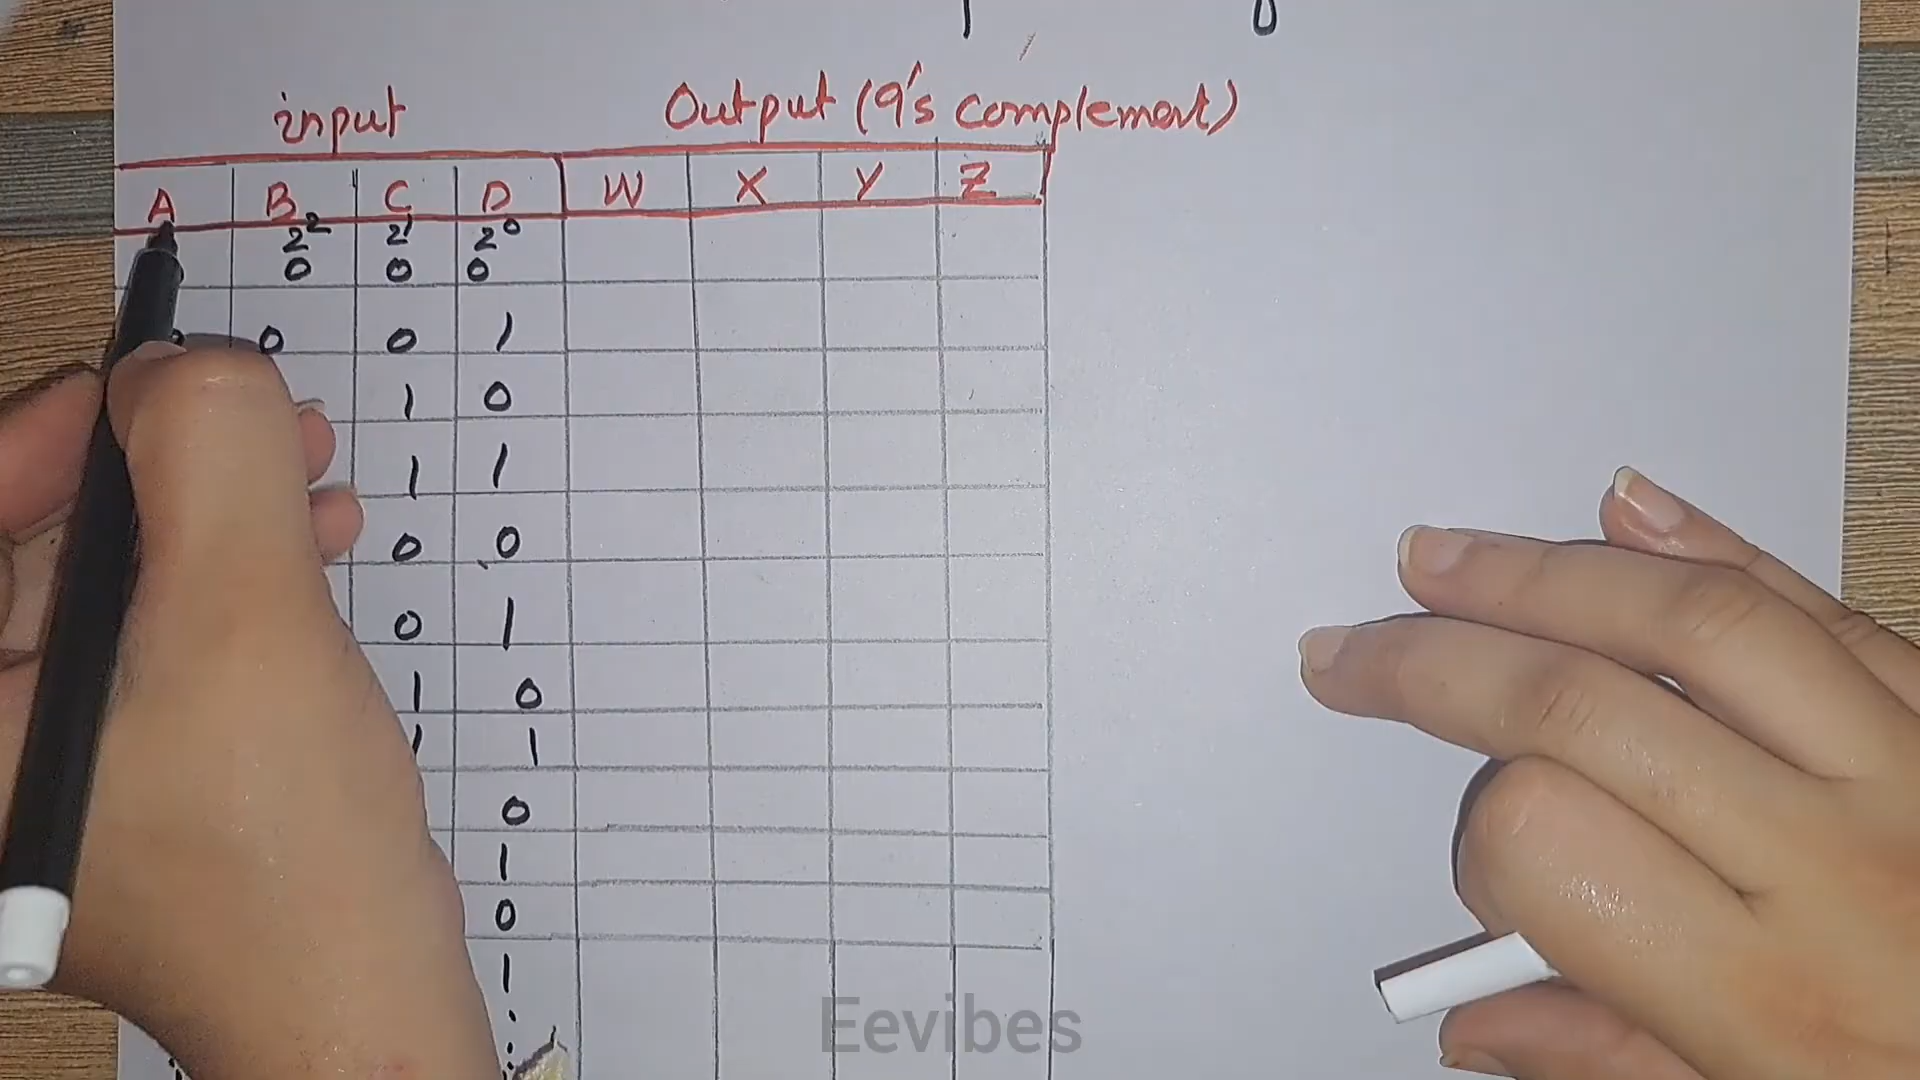 input Output (9's complement)
A B C D W X Y Z
2² 2¹ 2⁰
0 0 0
0 0 1
1 0
1 1
0 0
0 1
1 0
1 1
0
1
0
1
Eevibes